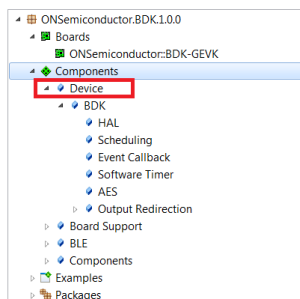 ONSemiconductor.BDK.1.0.0
Boards
ONSemiconductor::BDK-GEVK
Components
Device
BDK
HAL
Scheduling
Event Callback
Software Timer
AES
Output Redirection
Board Support
BLE
Components
Examples
Packages